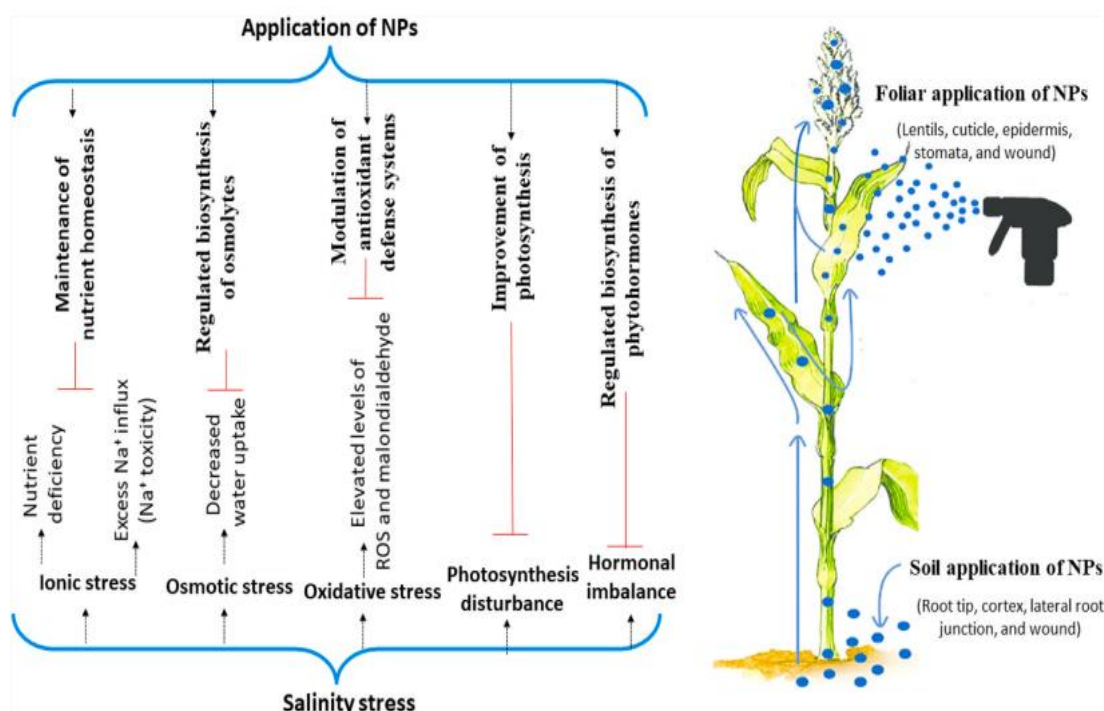 Application of NPs
Maintenance of
nutrient homeostasis
Regulated biosynthesis
of osmolytes
Modulation of
antioxidant
defense systems
Improvement of
photosynthesis
Regulated biosynthesis of
phytohormones
Nutrient
deficiency
Excess Na⁺ influx
(Na⁺ toxicity)
Decreased
water uptake
Elevated levels of
ROS and malondialdehyde
Ionic stress
Osmotic stress
Oxidative stress
Photosynthesis
disturbance
Hormonal
imbalance
Salinity stress
Foliar application of NPs
(Lentils, cuticle, epidermis,
stomata, and wound)
Soil application of NPs
(Root tip, cortex, lateral root
junction, and wound)